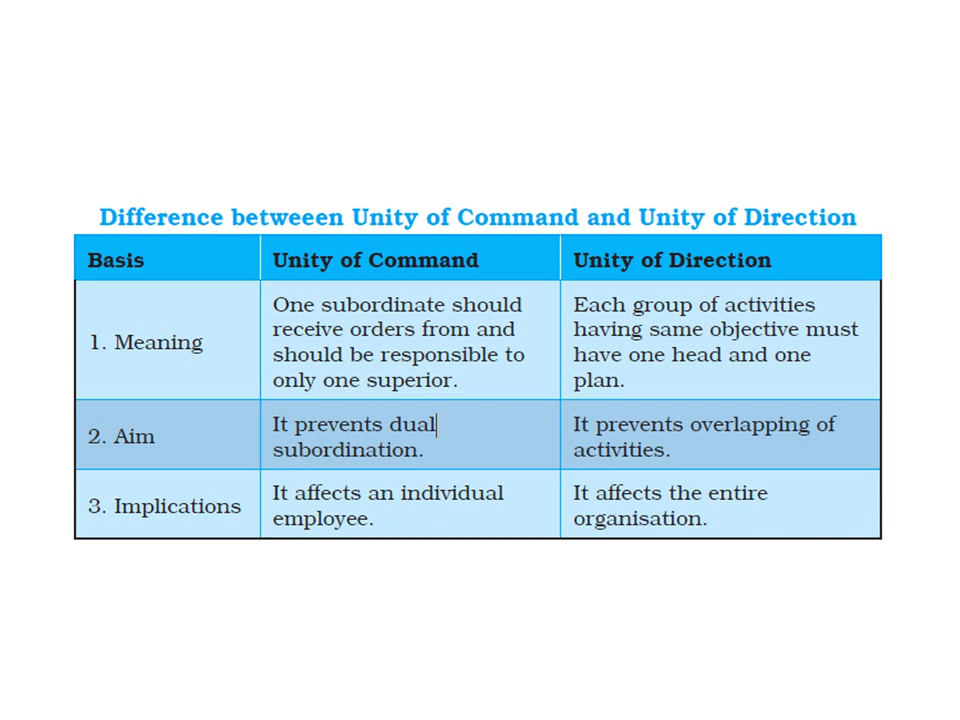 Difference betweeen Unity of Command and Unity of Direction
Basis
Unity of Command
Unity of Direction
1. Meaning
One subordinate should
receive orders from and
should be responsible to
only one superior.
Each group of activities
having same objective must
have one head and one
plan.
2. Aim
It prevents dual
subordination.
It prevents overlapping of
activities.
3. Implications
It affects an individual
employee.
It affects the entire
organisation.